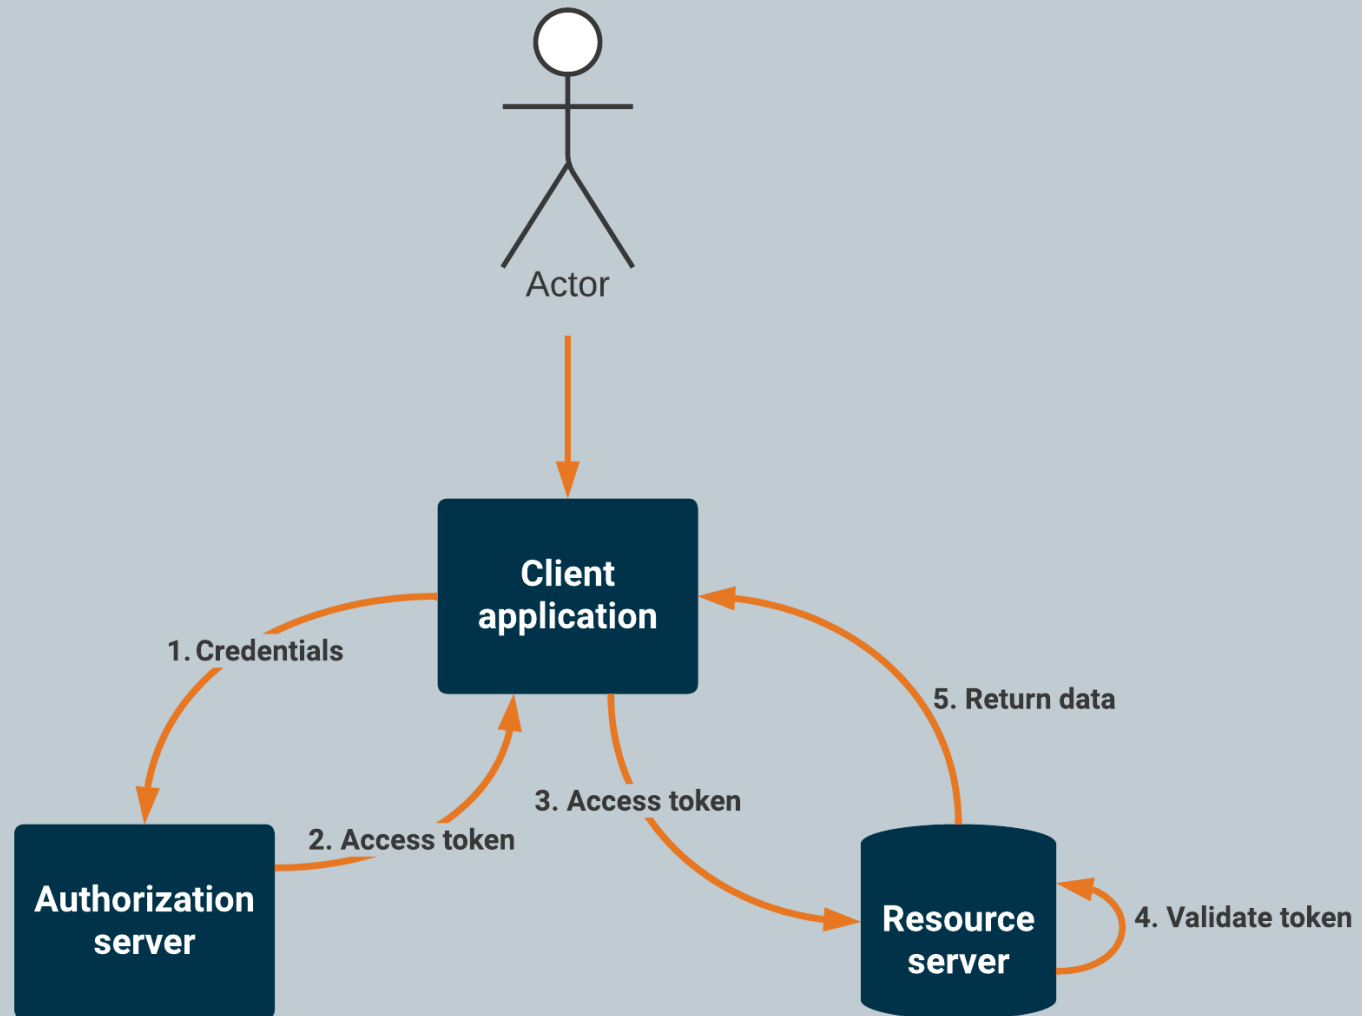 Actor
Client
application
1. Credentials
5. Return data
3. Access token
2. Access token
Authorization
server
Resource
server
4. Validate token